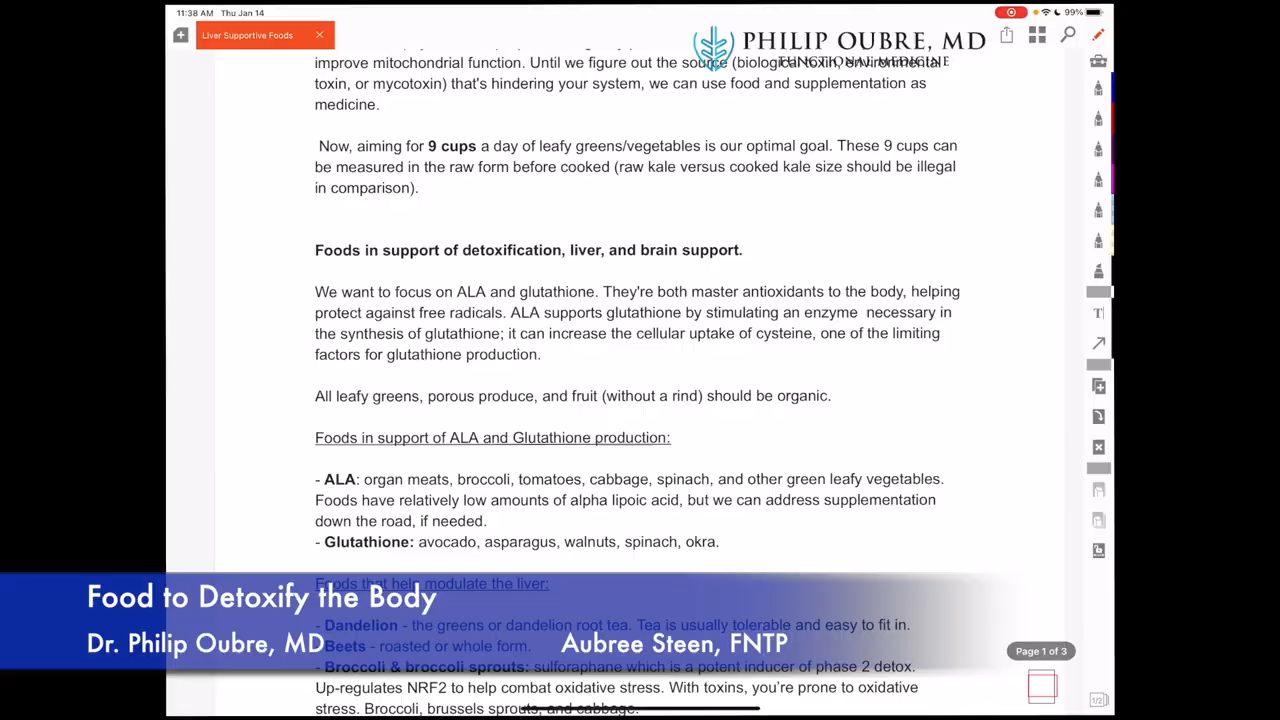 11:38 AM Thu Jan 14
99%
Liver Supportive Foods
PHILIP OUBRE, MD
FUNCTIONAL MEDICINE
improve mitochondrial function. Until we figure out the source (biological toxin, environmental
toxin, or mycotoxin) that's hindering your system, we can use food and supplementation as
medicine.
Now, aiming for 9 cups a day of leafy greens/vegetables is our optimal goal. These 9 cups can
be measured in the raw form before cooked (raw kale versus cooked kale size should be illegal
in comparison).
Foods in support of detoxification, liver, and brain support.
We want to focus on ALA and glutathione. They're both master antioxidants to the body, helping
protect against free radicals. ALA supports glutathione by stimulating an enzyme necessary in
the synthesis of glutathione; it can increase the cellular uptake of cysteine, one of the limiting
factors for glutathione production.
All leafy greens, porous produce, and fruit (without a rind) should be organic.
Foods in support of ALA and Glutathione production:
- ALA: organ meats, broccoli, tomatoes, cabbage, spinach, and other green leafy vegetables.
Foods have relatively low amounts of alpha lipoic acid, but we can address supplementation
down the road, if needed.
- Glutathione: avocado, asparagus, walnuts, spinach, okra.
Foods that help modulate the liver:
Food to Detoxify the Body
- Dandelion - the greens or dandelion root tea. Tea is usually tolerable and easy to fit in.
Dr. Philip Oubre, MD
Aubree Steen, FNTP
Beets - roasted or whole form.
Page 1 of 3
- Broccoli & broccoli sprouts: sulforaphane which is a potent inducer of phase 2 detox.
Up-regulates NRF2 to help combat oxidative stress. With toxins, you're prone to oxidative
stress. Broccoli, brussels sprouts, and cabbage.
1/2